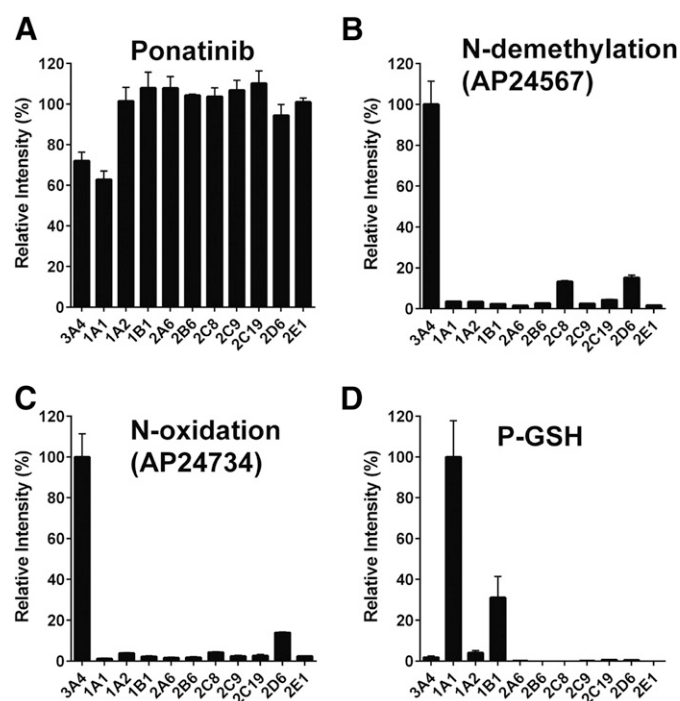 A
Ponatinib
Relative Intensity (%)
120
100
80
60
40
20
0
3A4 1A1 1A2 1B1 2A6 2B6 2C8 2C9 2C19 2D6 2E1
B
N-demethylation
(AP24567)
Relative Intensity (%)
120
100
80
60
40
20
0
3A4 1A1 1A2 1B1 2A6 2B6 2C8 2C9 2C19 2D6 2E1
C
N-oxidation
(AP24734)
Relative Intensity (%)
120
100
80
60
40
20
0
3A4 1A1 1A2 1B1 2A6 2B6 2C8 2C9 2C19 2D6 2E1
D
P-GSH
Relative Intensity (%)
120
100
80
60
40
20
0
3A4 1A1 1A2 1B1 2A6 2B6 2C8 2C9 2C19 2D6 2E1